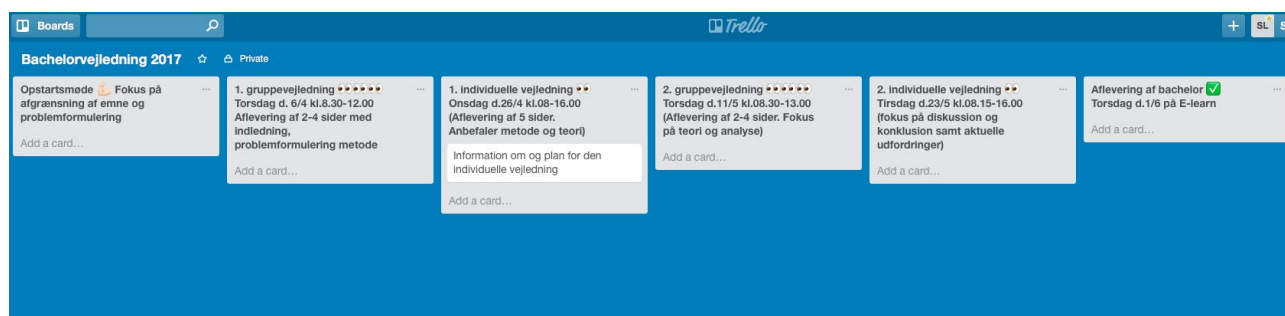 Boards
Trello
+
SL
Bachelorvejledning 2017 ☆ Private
Opstartsmøde 💪🏻 Fokus på ...
afgrænsning af emne og
problemformulering
Add a card...
1. gruppevejledning 👀👀👀 ...
Torsdag d. 6/4 kl.8.30-12.00
Aflevering af 2-4 sider med
indledning,
problemformulering metode
Add a card...
1. individuelle vejledning 👀 ...
Onsdag d.26/4 kl.08-16.00
(Aflevering af 5 sider.
Anbefaler metode og teori)
Information om og plan for den
individuelle vejledning
Add a card...
2. gruppevejledning 👀👀👀 ...
Torsdag d.11/5 kl.08.30-13.00
(Aflevering af 2-4 sider. Fokus
på teori og analyse)
Add a card...
2. individuelle vejledning 👀 ...
Tirsdag d.23/5 kl.08.15-16.00
(fokus på diskussion og
konklusion samt aktuelle
udfordringer)
Add a card...
Aflevering af bachelor ✅ ...
Torsdag d.1/6 på E-learn
Add a card...